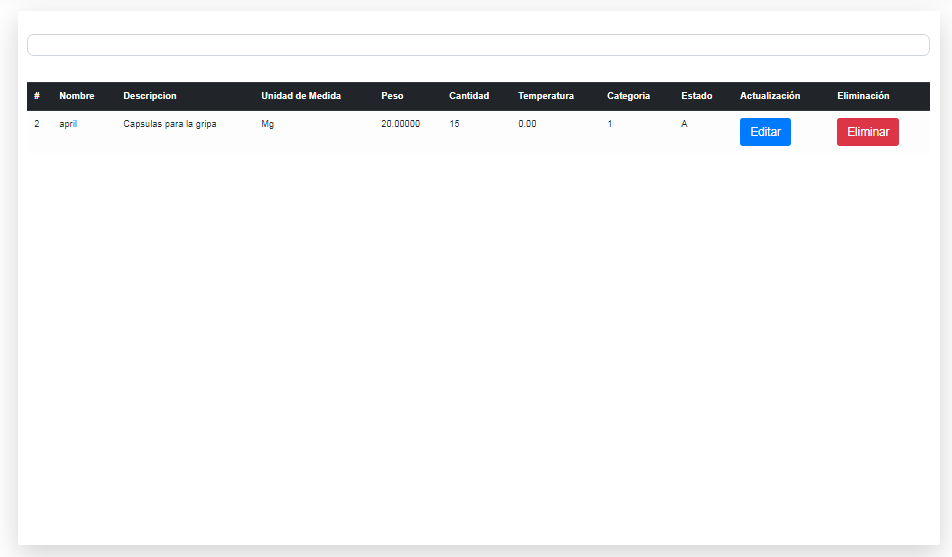 # Nombre Descripcion Unidad de Medida Peso Cantidad Temperatura Categoria Estado Actualización Eliminación
2 april Capsulas para la gripa Mg 20.00000 15 0.00 1 A Editar Eliminar